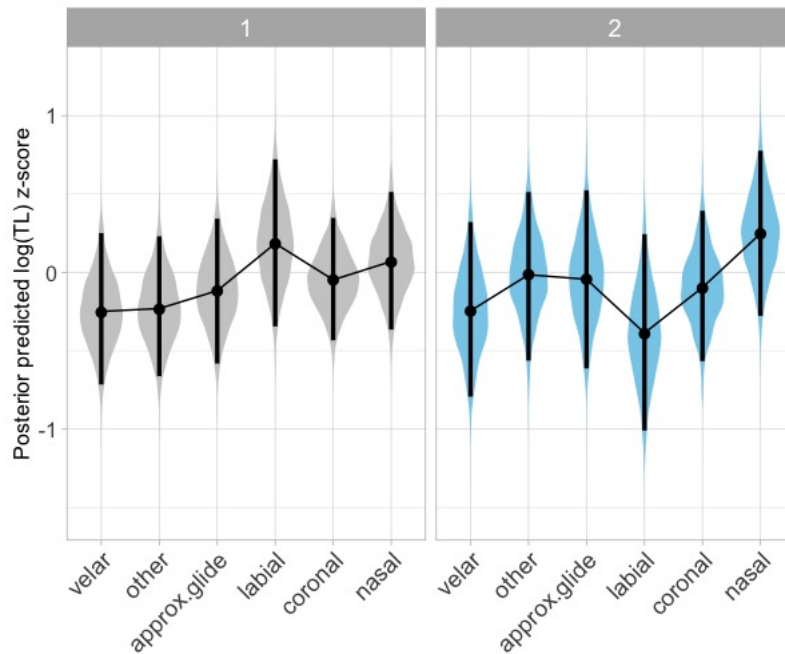 1
2
Posterior predicted log(TL) z-score
1
0
-1
velar
other
approx.glide
labial
coronal
nasal
velar
other
approx.glide
labial
coronal
nasal